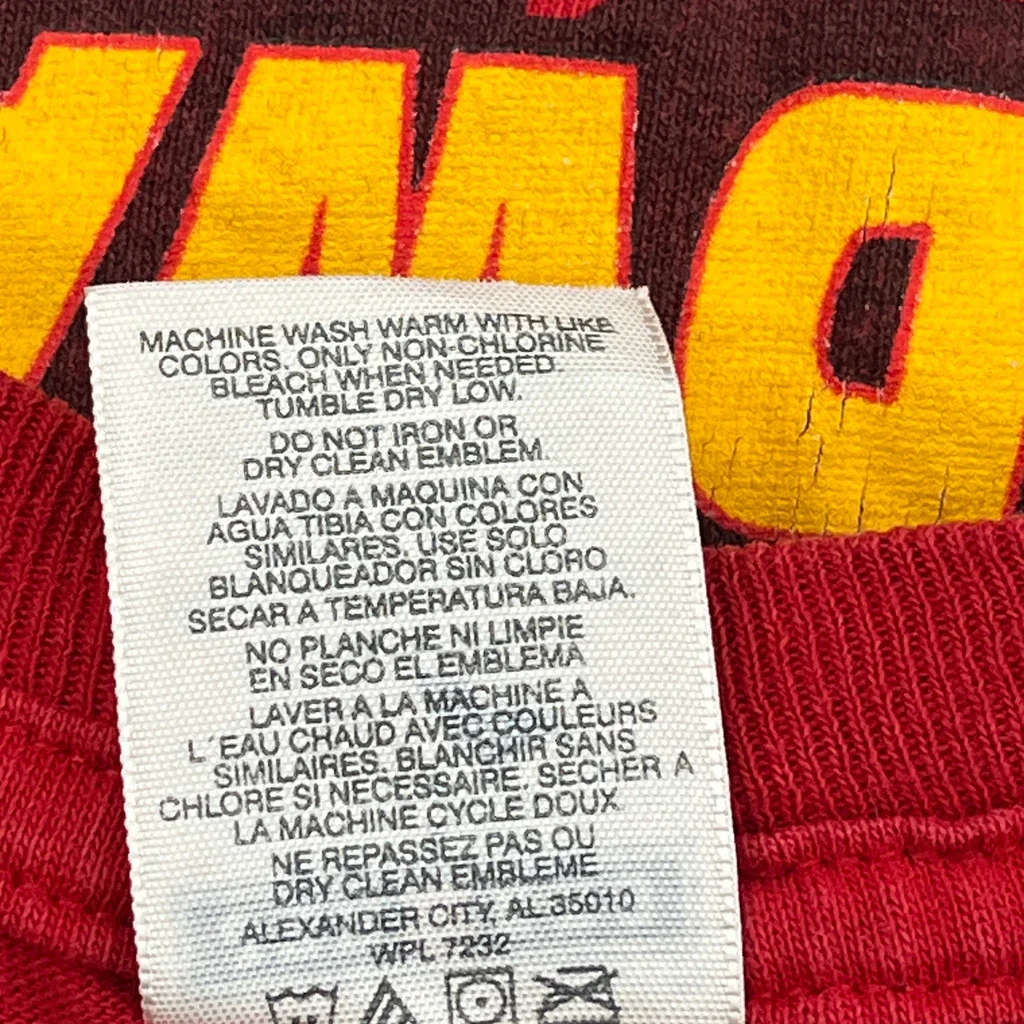 MACHINE WASH WARM WITH LIKE
COLORS. ONLY NON-CHLORINE
BLEACH WHEN NEEDED.
TUMBLE DRY LOW.
DO NOT IRON OR
DRY CLEAN EMBLEM.
LAVADO A MAQUINA CON
AGUA TIBIA CON COLORES
SIMILARES. USE SOLO
BLANQUEADOR SIN CLORO
SECAR A TEMPERATURA BAJA.
NO PLANCHE NI LIMPIE
EN SECO EL EMBLEMA
LAVER A LA MACHINE A
L'EAU CHAUD AVEC COULEURS
SIMILAIRES. BLANCHIR SANS
CHLORE SI NECESSAIRE. SECHER A
LA MACHINE CYCLE DOUX
NE REPASSEZ PAS OU
DRY CLEAN EMBLEME
ALEXANDER CITY, AL 35010
WPL 7232